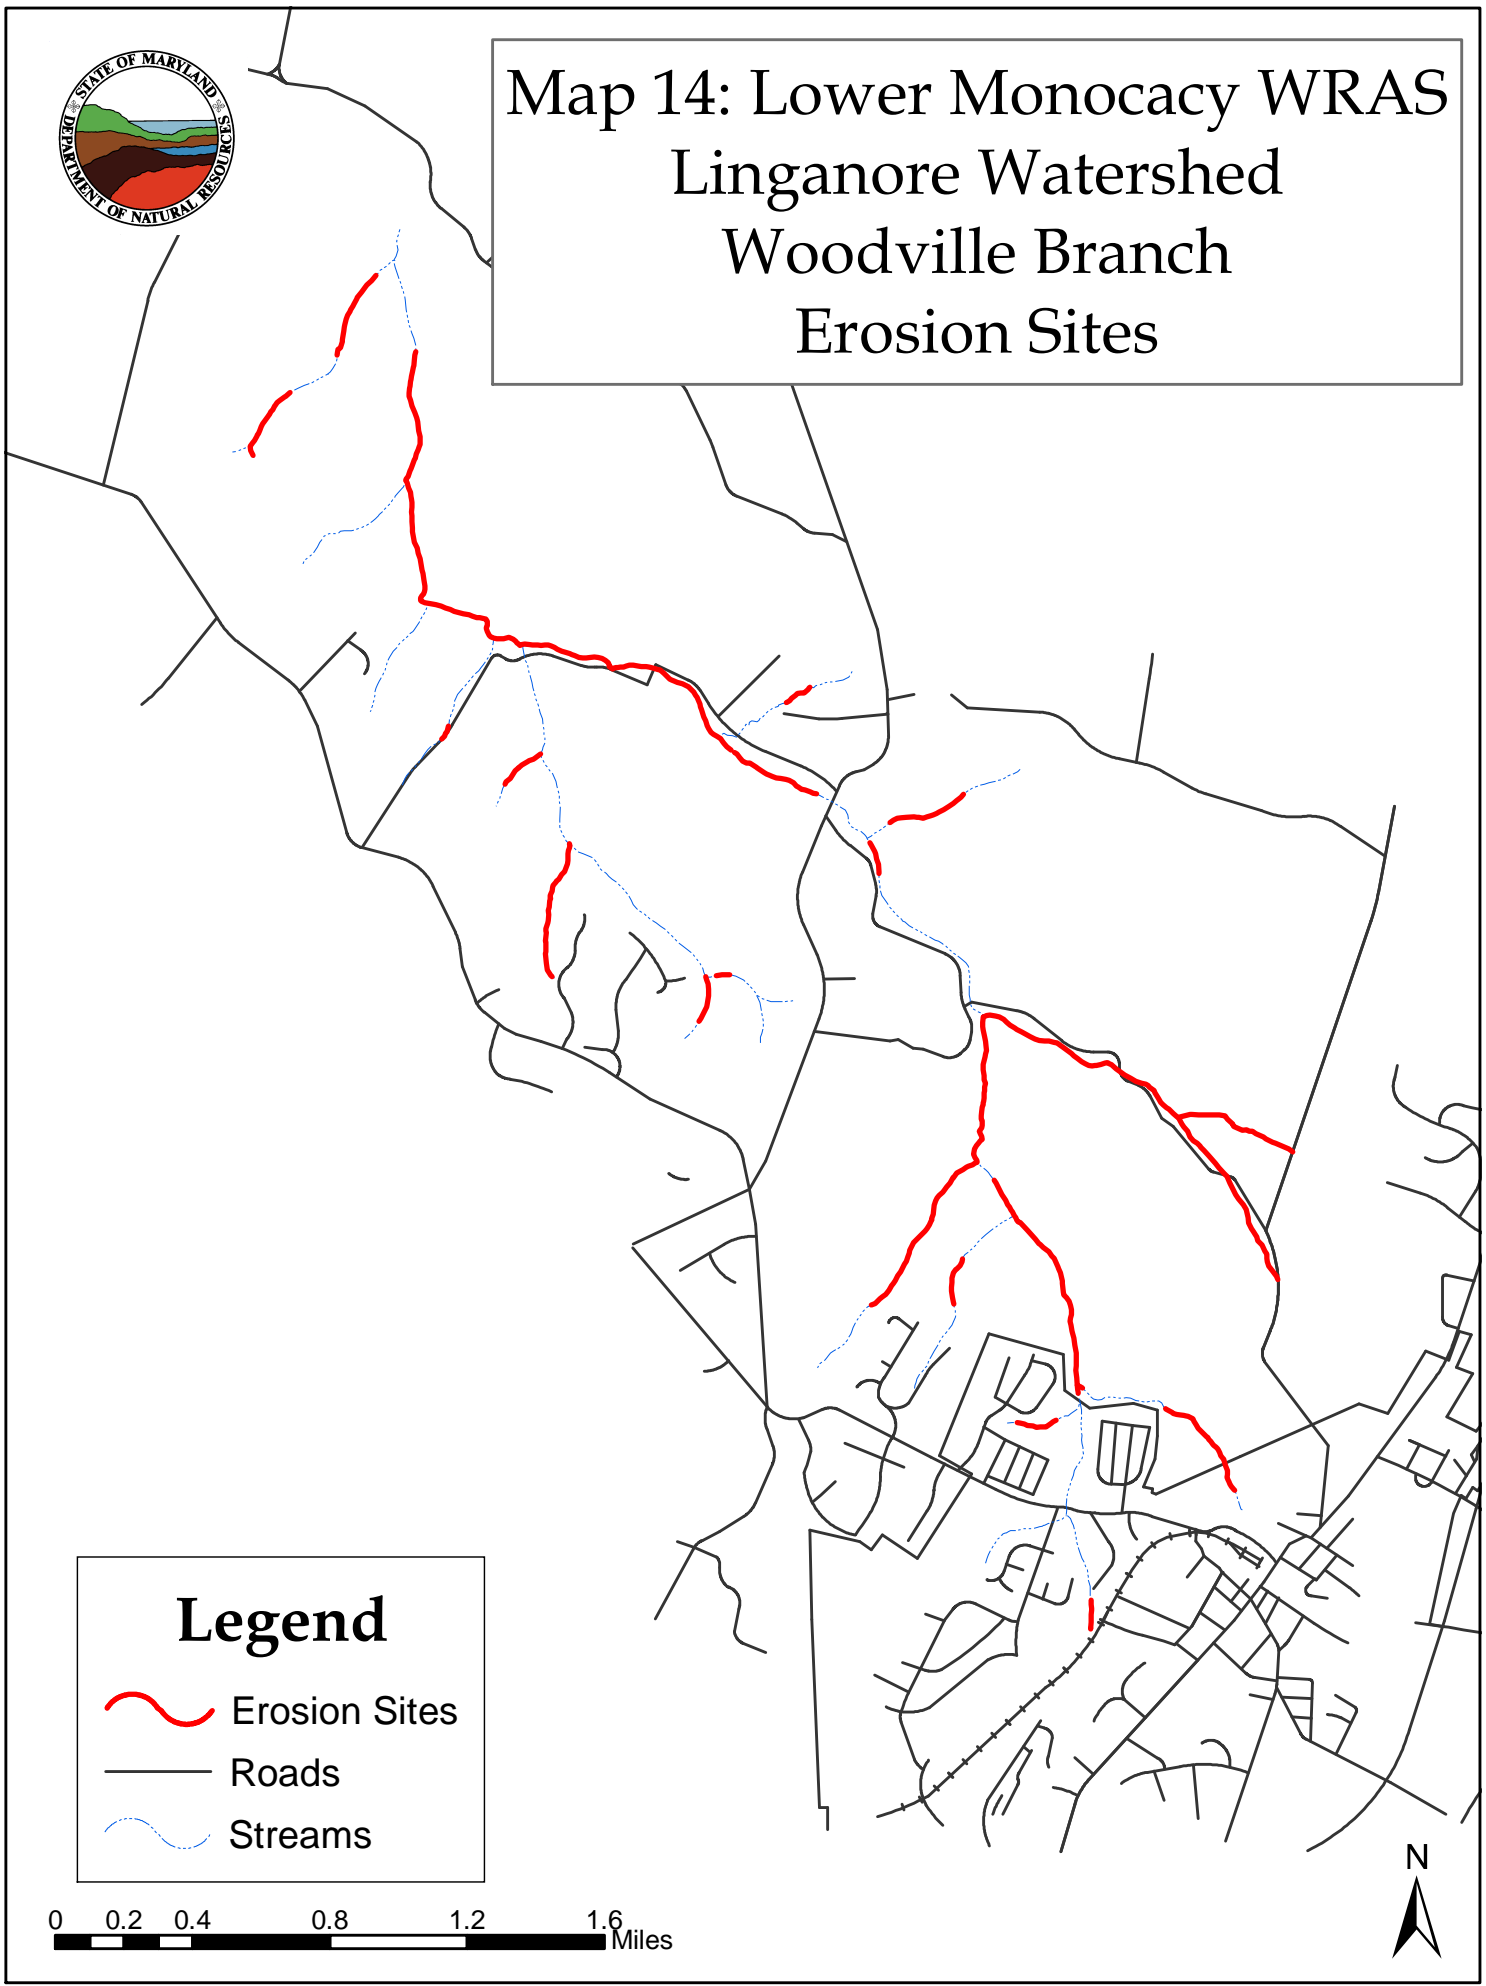 STATE OF MARYLAND
DEPARTMENT OF NATURAL RESOURCES
Map 14: Lower Monocacy WRAS
Linganore Watershed
Woodville Branch
Erosion Sites
Legend
Erosion Sites
Roads
Streams
0 0.2 0.4 0.8 1.2 1.6
Miles
N